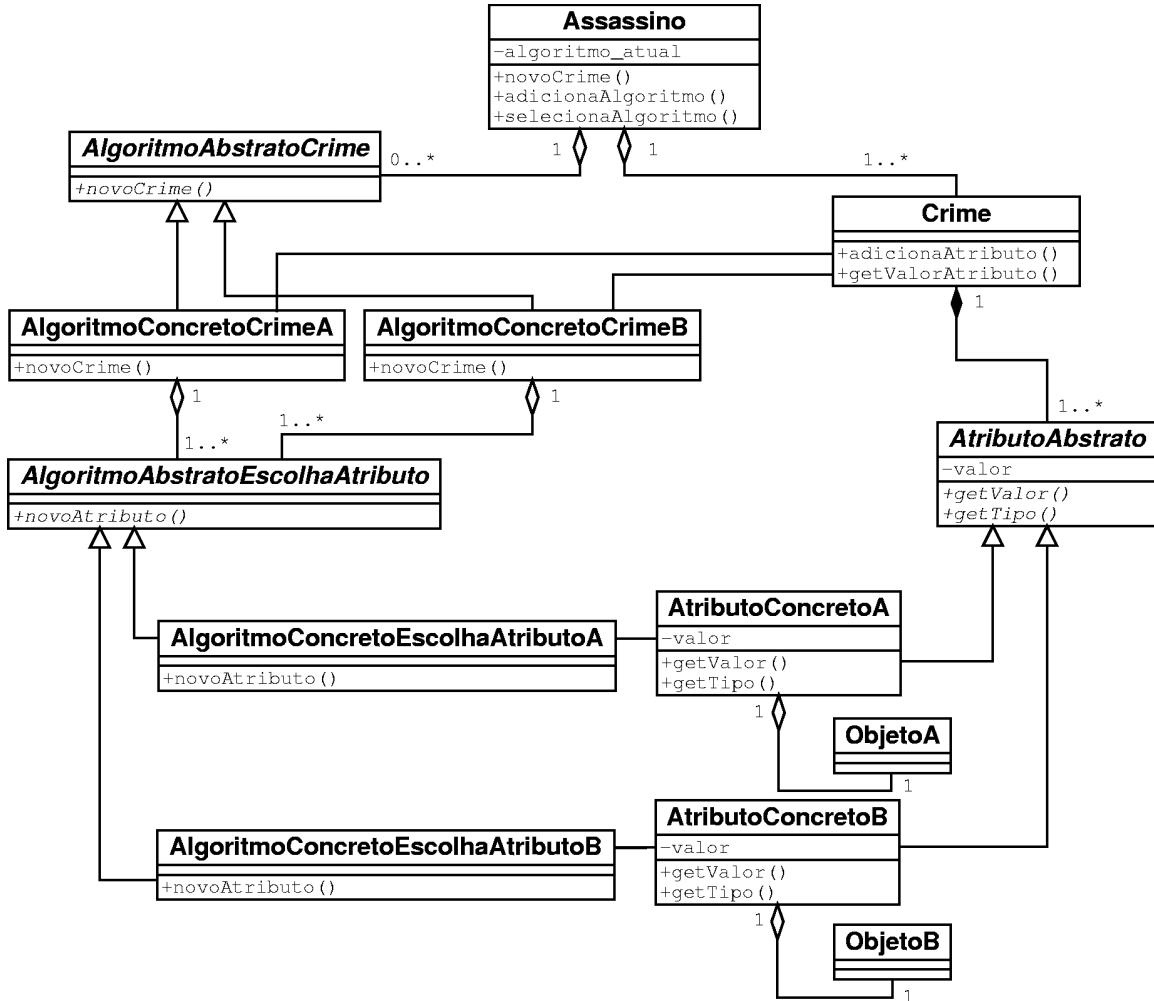 Assassino
-algoritmo_atual
+novoCrime()
+adicionaAlgoritmo()
+selecionaAlgoritmo()
1
1
0..*
1..*
AlgoritmoAbstratoCrime
+novoCrime()
Crime
+adicionaAtributo()
+getValorAtributo()
1
AlgoritmoConcretoCrimeA
+novoCrime()
1
AlgoritmoConcretoCrimeB
+novoCrime()
1
1..*
1..*
1..*
AlgoritmoAbstratoEscolhaAtributo
+novoAtributo()
AtributoAbstrato
-valor
+getValor()
+getTipo()
AlgoritmoConcretoEscolhaAtributoA
+novoAtributo()
AtributoConcretoA
-valor
+getValor()
+getTipo()
1
ObjetoA
1
AlgoritmoConcretoEscolhaAtributoB
+novoAtributo()
AtributoConcretoB
-valor
+getValor()
+getTipo()
1
ObjetoB
1